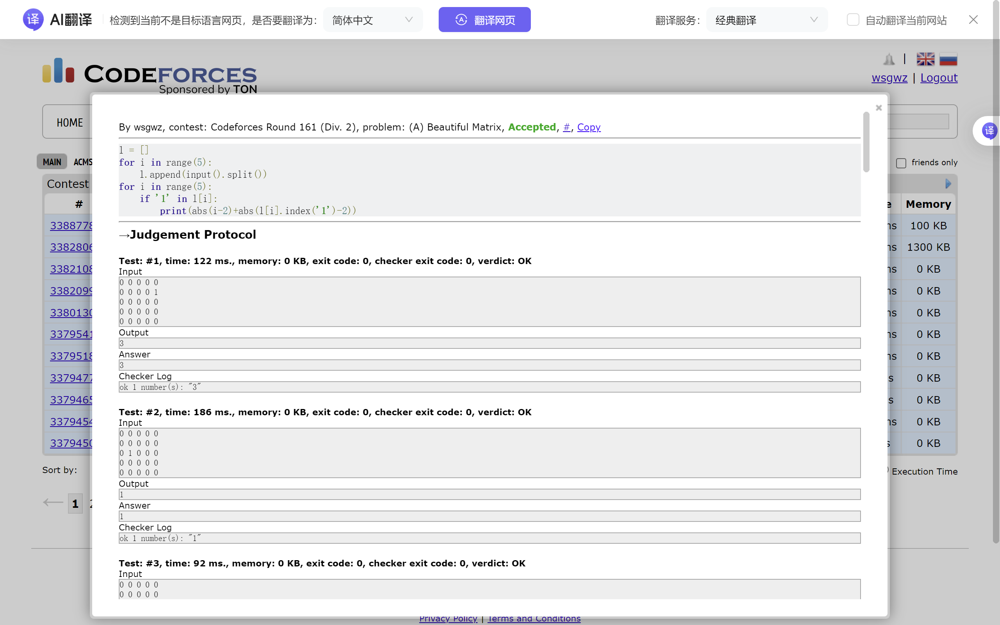 译 AI翻译 检测到当前不是目标语言网页，是否要翻译为： 简体中文 翻译网页 翻译服务： 经典翻译 自动翻译当前网站
CODEFORCES
Sponsored by TON
wsgwz | Logout
HOME
By wsgwz, contest: Codeforces Round 161 (Div. 2), problem: (A) Beautiful Matrix, Accepted, #, Copy
l = []
for i in range(5):
    l.append(input().split())
for i in range(5):
    if '1' in l[i]:
        print(abs(i-2)+abs(l[i].index('1')-2))
→Judgement Protocol
Test: #1, time: 122 ms., memory: 0 KB, exit code: 0, checker exit code: 0, verdict: OK
Input
0 0 0 0 0
0 0 0 0 1
0 0 0 0 0
0 0 0 0 0
0 0 0 0 0
Output
3
Answer
3
Checker Log
ok 1 number(s): "3"
Test: #2, time: 186 ms., memory: 0 KB, exit code: 0, checker exit code: 0, verdict: OK
Input
0 0 0 0 0
0 0 0 0 0
0 1 0 0 0
0 0 0 0 0
0 0 0 0 0
Output
1
Answer
1
Checker Log
ok 1 number(s): "1"
Test: #3, time: 92 ms., memory: 0 KB, exit code: 0, checker exit code: 0, verdict: OK
Input
0 0 0 0 0
0 0 0 0 0
译
MAIN ACMS
friends only
Contest
#
Memory
3388778
100 KB
3382806
1300 KB
3382108
0 KB
3382099
0 KB
3380130
0 KB
3379541
0 KB
3379518
0 KB
3379477
0 KB
3379465
0 KB
3379454
0 KB
3379450
0 KB
Sort by:
Execution Time
1
Privacy Policy | Terms and Conditions